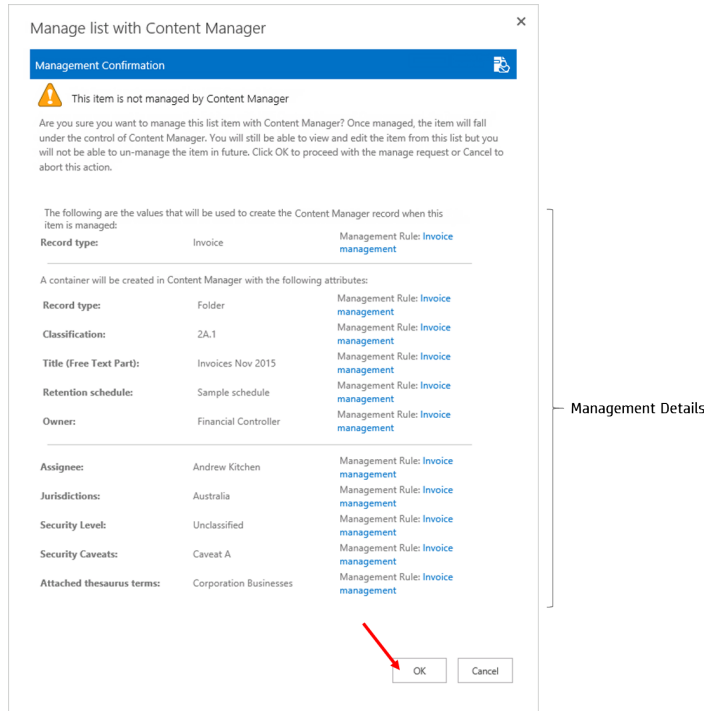 Manage list with Content Manager
×
Management Confirmation
This item is not managed by Content Manager
Are you sure you want to manage this list item with Content Manager? Once managed, the item will fall
under the control of Content Manager. You will still be able to view and edit the item from this list but you
will not be able to un-manage the item in future. Click OK to proceed with the manage request or Cancel to
abort this action.
The following are the values that will be used to create the Content Manager record when this
item is managed:
Record type: Invoice Management Rule: Invoice
management
A container will be created in Content Manager with the following attributes:
Record type: Folder Management Rule: Invoice
management
Classification: 2A.1 Management Rule: Invoice
management
Title (Free Text Part): Invoices Nov 2015 Management Rule: Invoice
management
Retention schedule: Sample schedule Management Rule: Invoice
management
Owner: Financial Controller Management Rule: Invoice
management
Assignee: Andrew Kitchen Management Rule: Invoice
management
Jurisdictions: Australia Management Rule: Invoice
management
Security Level: Unclassified Management Rule: Invoice
management
Security Caveats: Caveat A Management Rule: Invoice
management
Attached thesaurus terms: Corporation Businesses Management Rule: Invoice
management
Management Details
OK Cancel